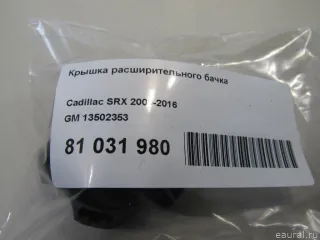 Крышка расширительного бачка
Cadillac SRX 200 -2016
GM 13502353
81 031 980
© eaural.ru